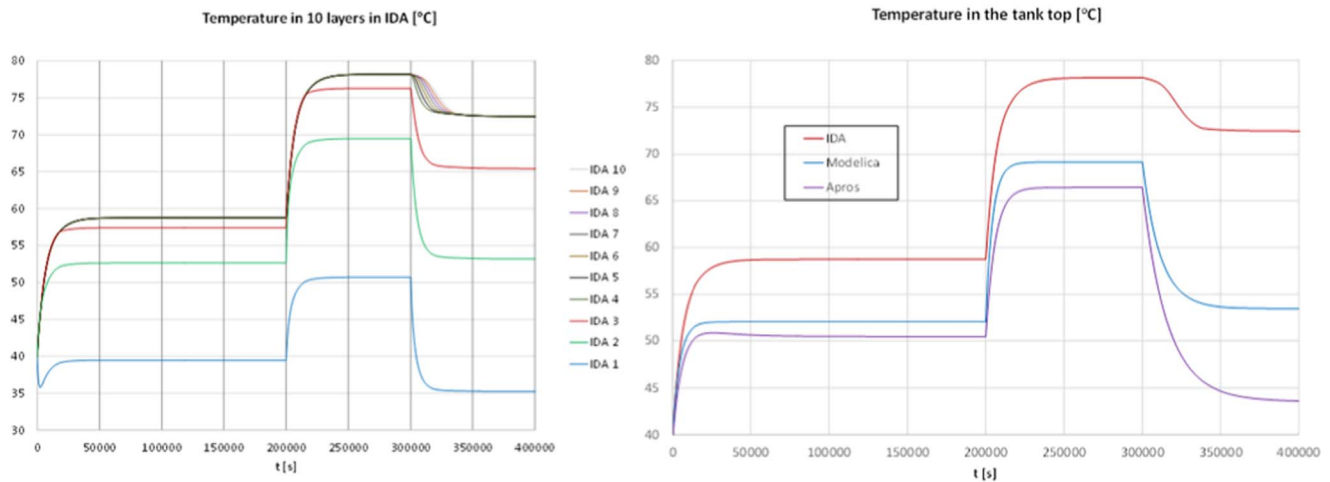 Temperature in 10 layers in IDA [°C]
80
75
70
65
60
55
50
45
40
35
30
0 50000 100000 150000 200000 250000 300000 350000 400000
t [s]
IDA 10
IDA 9
IDA 8
IDA 7
IDA 6
IDA 5
IDA 4
IDA 3
IDA 2
IDA 1
Temperature in the tank top [°C]
80
75
70
65
60
55
50
45
40
0 50000 100000 150000 200000 250000 300000 350000 400000
t [s]
IDA
Modelica
Apros